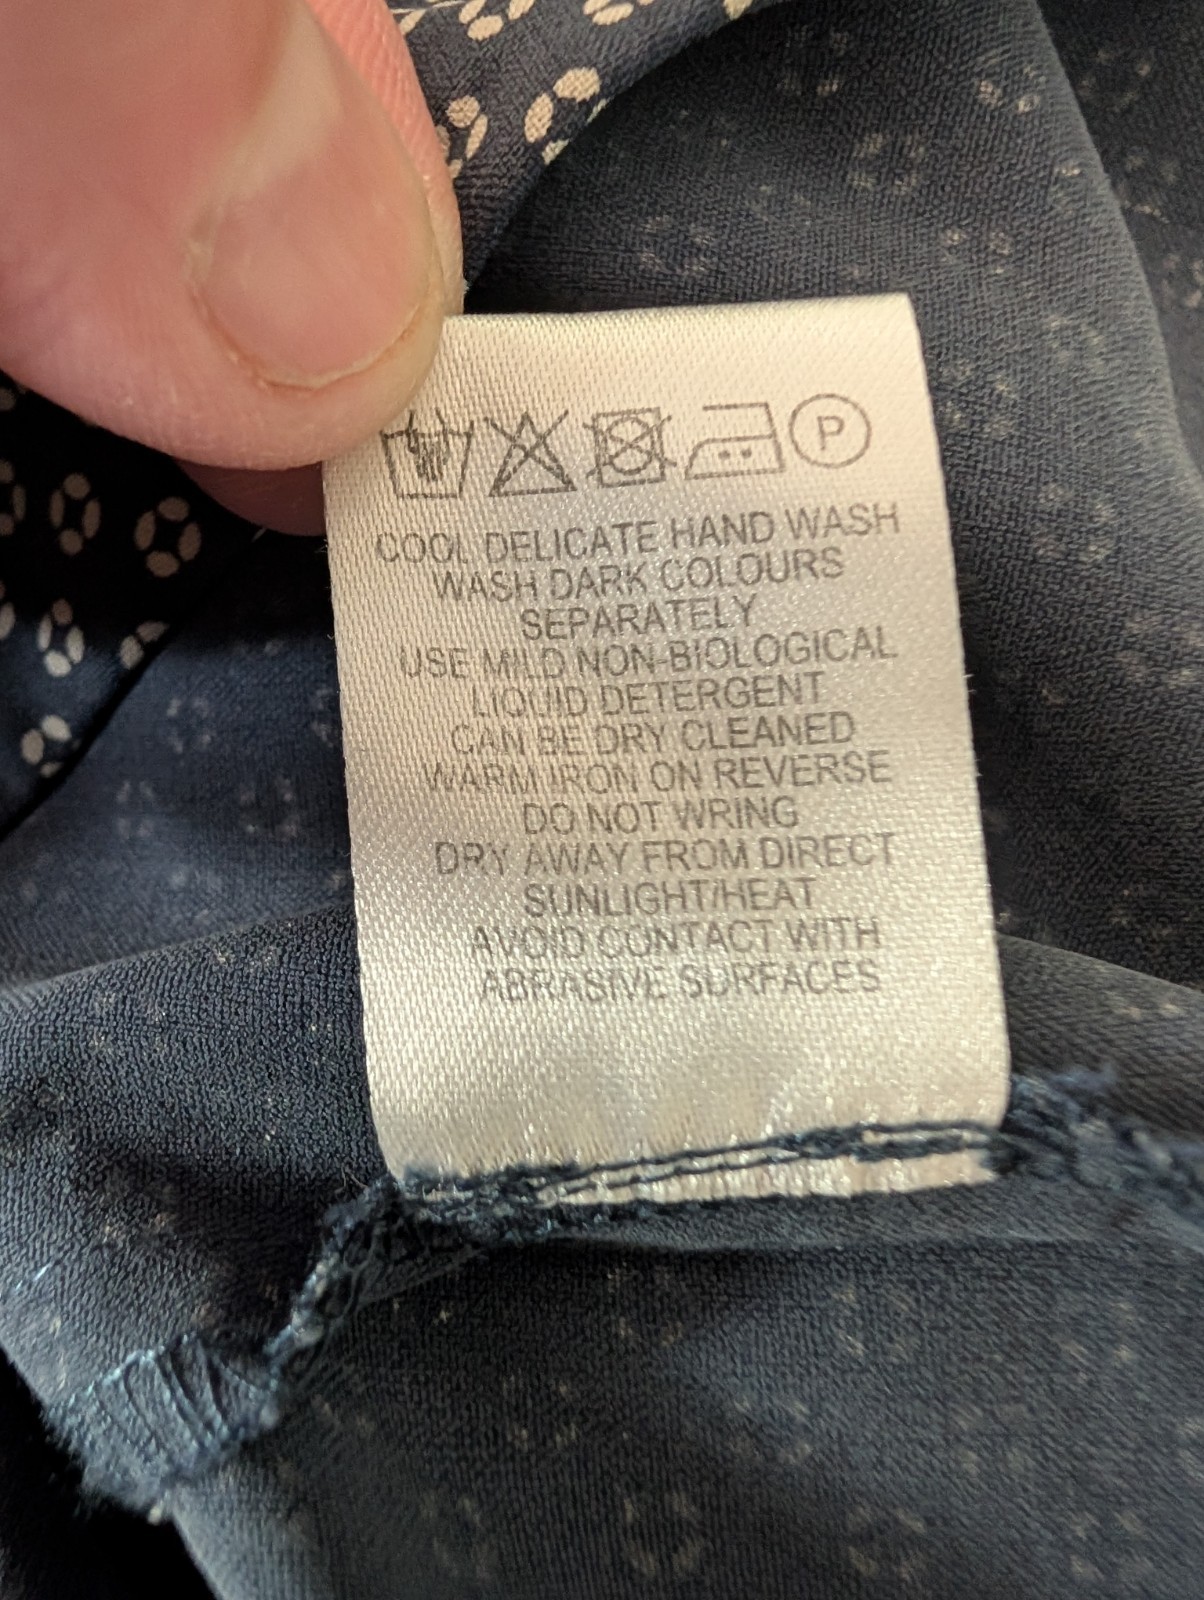 P
COOL DELICATE HAND WASH
WASH DARK COLOURS
SEPARATELY
USE MILD NON-BIOLOGICAL
LIQUID DETERGENT
CAN BE DRY CLEANED
WARM IRON ON REVERSE
DO NOT WRING
DRY AWAY FROM DIRECT
SUNLIGHT/HEAT
AVOID CONTACT WITH
ABRASIVE SURFACES